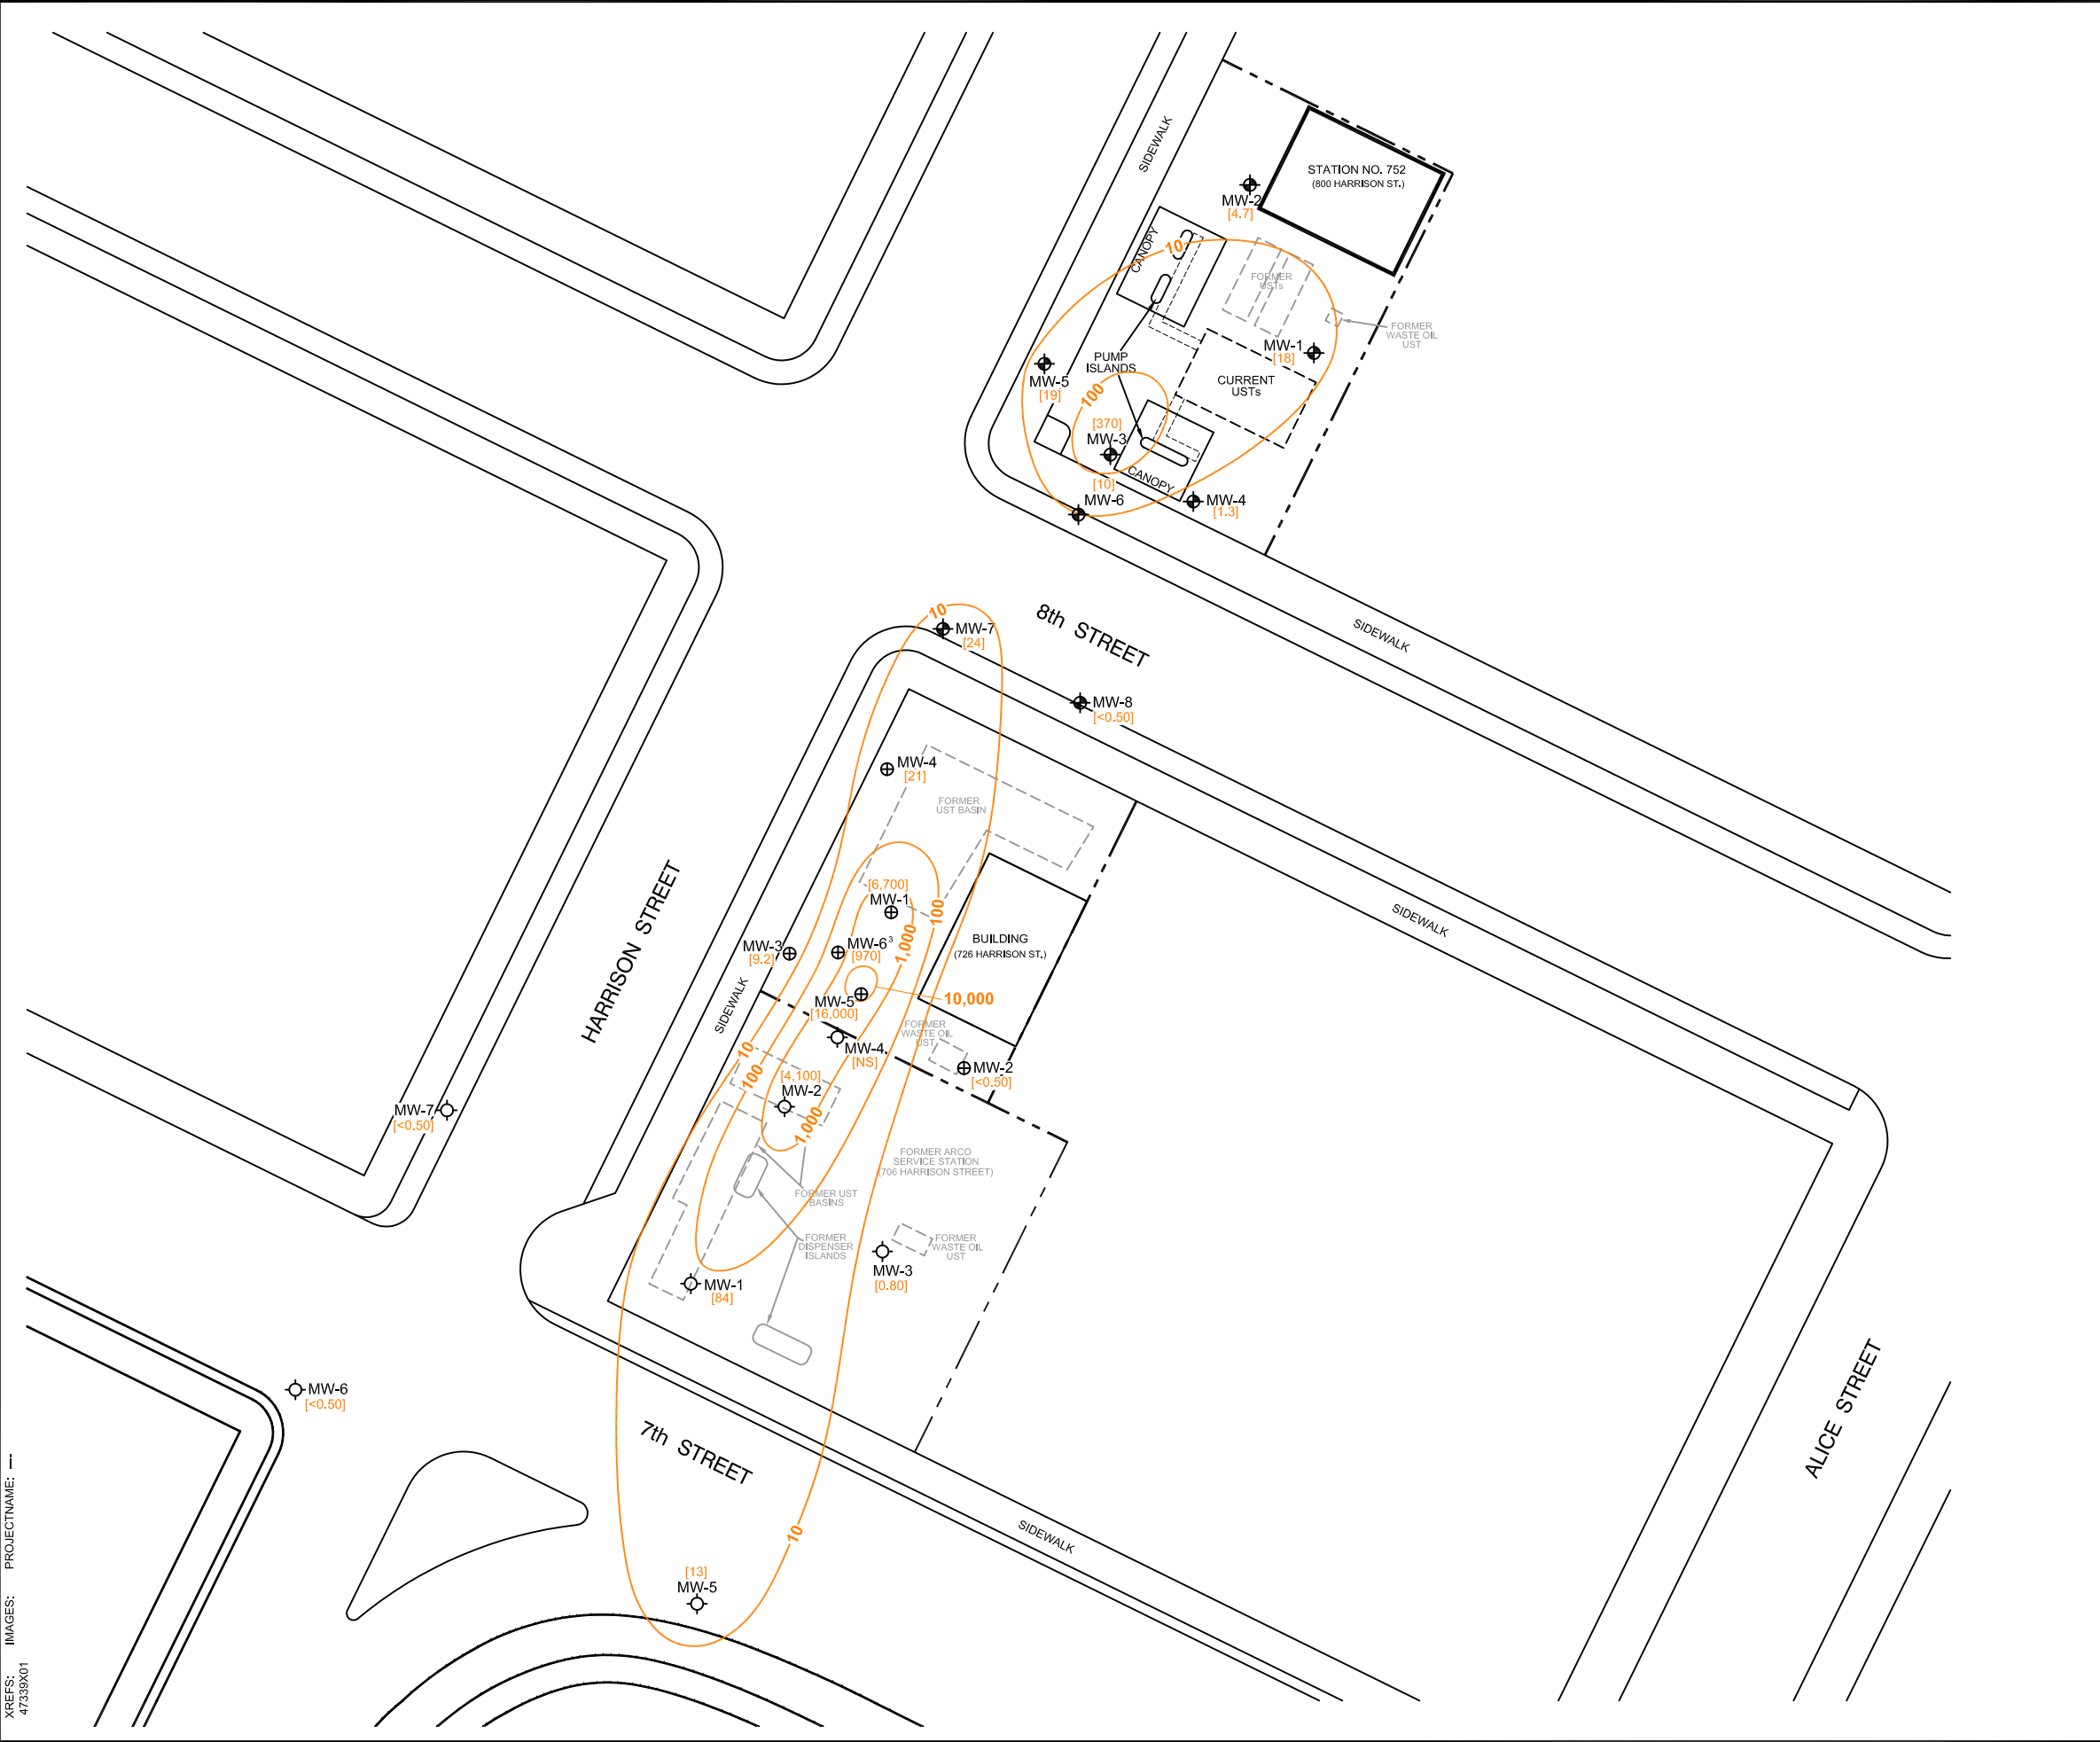 SIDEWALK
STATION NO. 752
(800 HARRISON ST.)
MW-2
[4.7]
CANOPY
10
FORMER
USTs
FORMER
WASTE OIL
UST
MW-1
[18]
PUMP
ISLANDS
CURRENT
USTs
MW-5
[19]
100
[370]
MW-3
CANOPY
[10]
MW-6
MW-4
[1.3]
10
MW-7
[24]
8th STREET
SIDEWALK
MW-8
[<0.50]
MW-4
[21]
FORMER
UST BASIN
HARRISON STREET
[6,700]
MW-1
100
1,000
SIDEWALK
MW-3
[9.2]
MW-6³
[970]
BUILDING
(726 HARRISON ST.)
MW-5
[16,000]
10,000
SIDEWALK
FORMER
WASTE OIL
UST
MW-4
[NS]
MW-2
[<0.50]
10
100
[4,100]
MW-2
1,000
MW-7
[<0.50]
FORMER ARCO
SERVICE STATION
(706 HARRISON STREET)
FORMER UST
BASINS
FORMER
DISPENSER
ISLANDS
FORMER
WASTE OIL
UST
MW-3
[0.80]
MW-1
[84]
MW-6
[<0.50]
7th STREET
ALICE STREET
10
SIDEWALK
[13]
MW-5
XREFS: IMAGES: PROJECTNAME: ---
47339X01